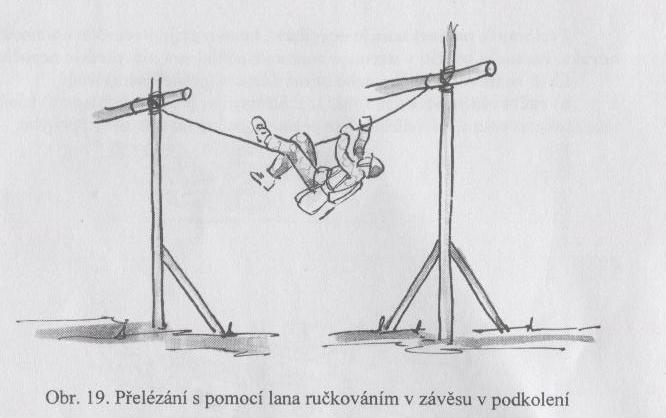 Obr. 19. Přelézání s pomocí lana ručkováním v závěsu v podkolení